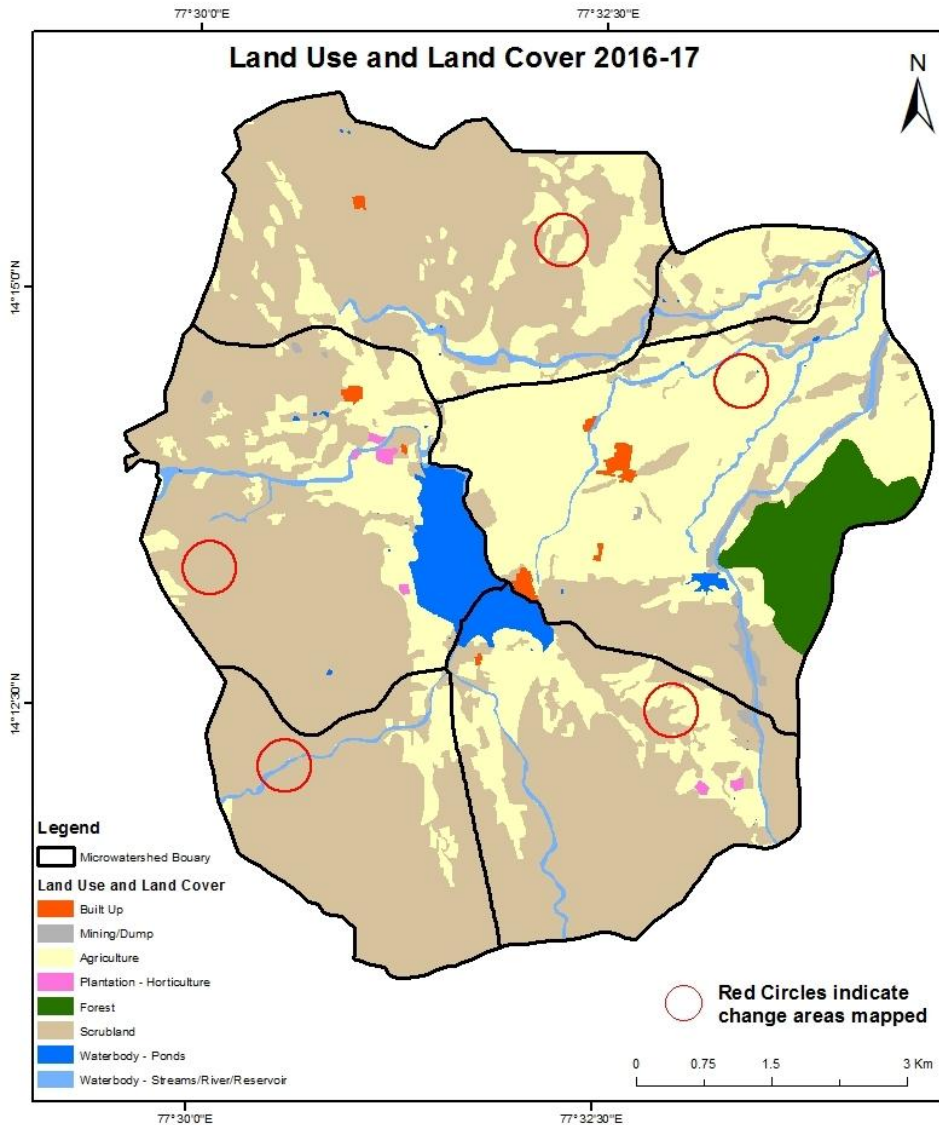 77°30'0"E
77°32'30"E
Land Use and Land Cover 2016-17
N
14°15'0"N
14°12'30"N
Legend
Microwatershed Bouary
Land Use and Land Cover
Built Up
Mining/Dump
Agriculture
Plantation - Horticulture
Forest
Scrubland
Waterbody - Ponds
Waterbody - Streams/River/Reservoir
Red Circles indicate
change areas mapped
0 0.75 1.5 3 Km
77°30'0"E
77°32'30"E